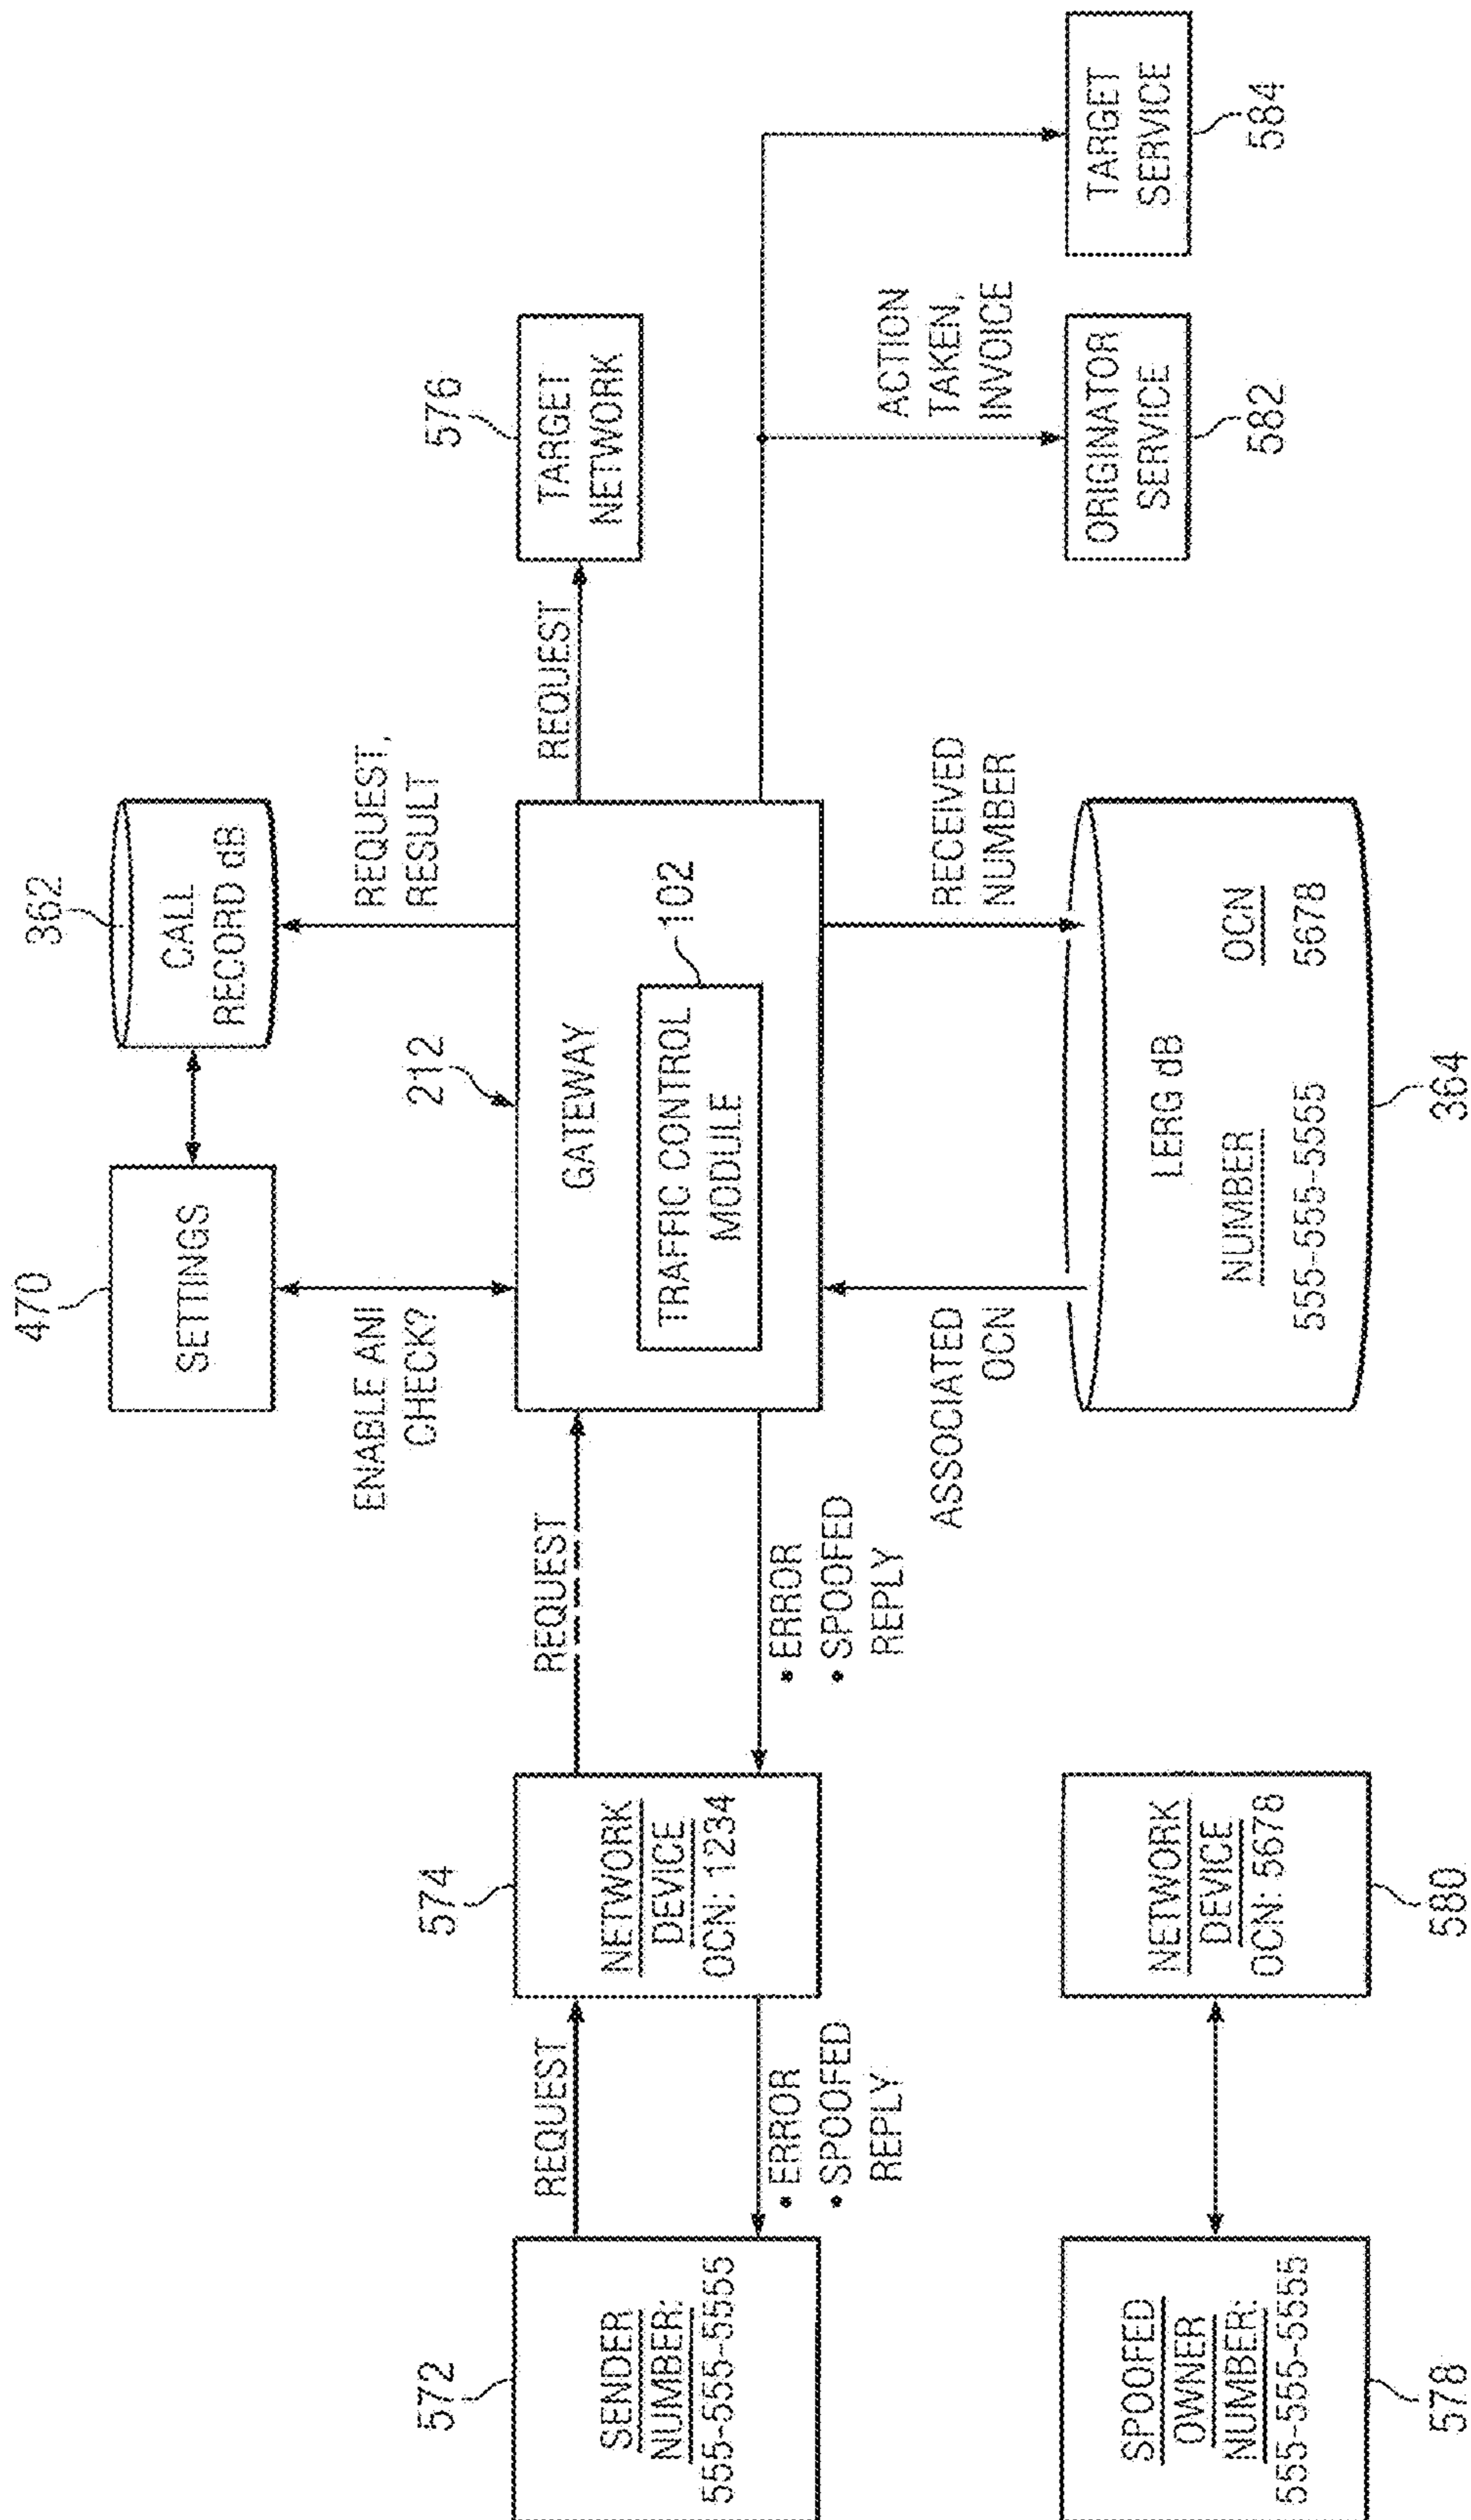 470
SETTINGS
362
CALL
RECORD dB
ENABLE ANI
CHECK?
REQUEST,
RESULT
572
SENDER
NUMBER:
555-555-5555
REQUEST
• ERROR
• SPOOFED
REPLY
574
NETWORK
DEVICE
OCN: 1234
REQUEST
• ERROR
• SPOOFED
REPLY
212
GATEWAY
102
TRAFFIC CONTROL
MODULE
REQUEST
576
TARGET
NETWORK
ASSOCIATED
OCN
RECEIVED
NUMBER
ACTION
TAKEN,
INVOICE
SPOOFED
OWNER
NUMBER:
555-555-5555
578
NETWORK
DEVICE
OCN: 5678
580
LERG dB
NUMBER
OCN
555-555-5555
5678
364
ORIGINATOR
SERVICE
582
TARGET
SERVICE
584